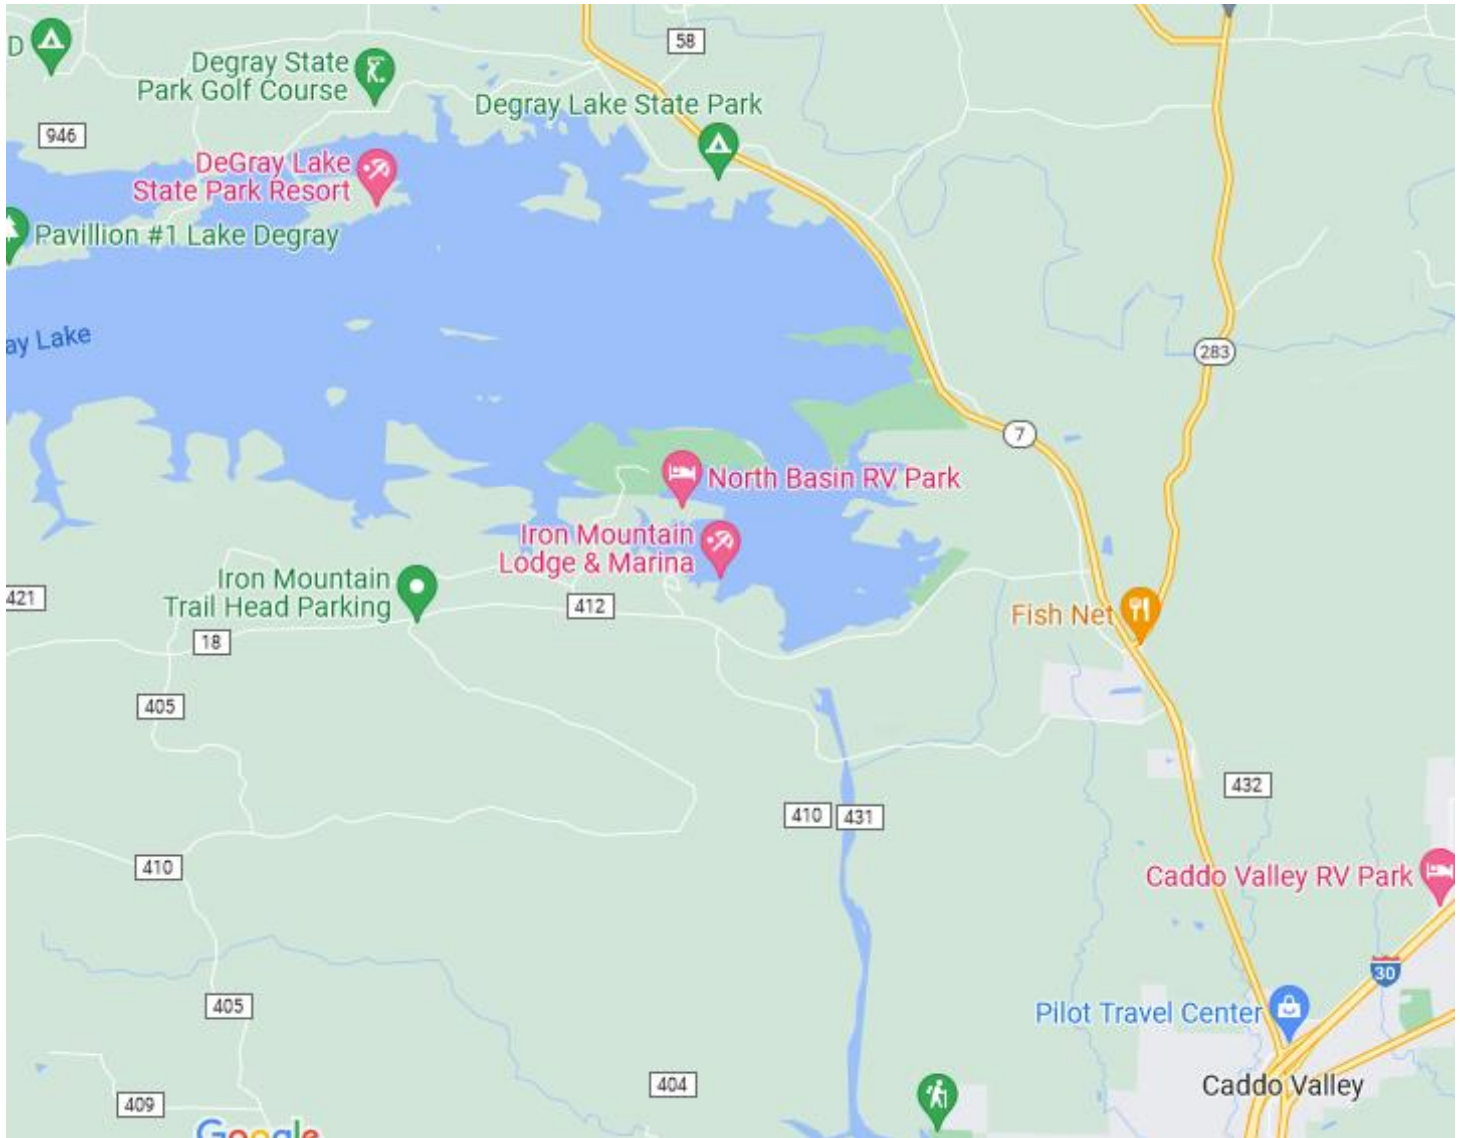 D
Degray State
Park Golf Course
58
Degray Lake State Park
946
DeGray Lake
State Park Resort
Pavillion #1 Lake Degray
ay Lake
283
7
North Basin RV Park
Iron Mountain
Lodge & Marina
Iron Mountain
Trail Head Parking
421
412
Fish Net
18
405
432
410
431
410
Caddo Valley RV Park
30
405
Pilot Travel Center
404
Caddo Valley
409
Google